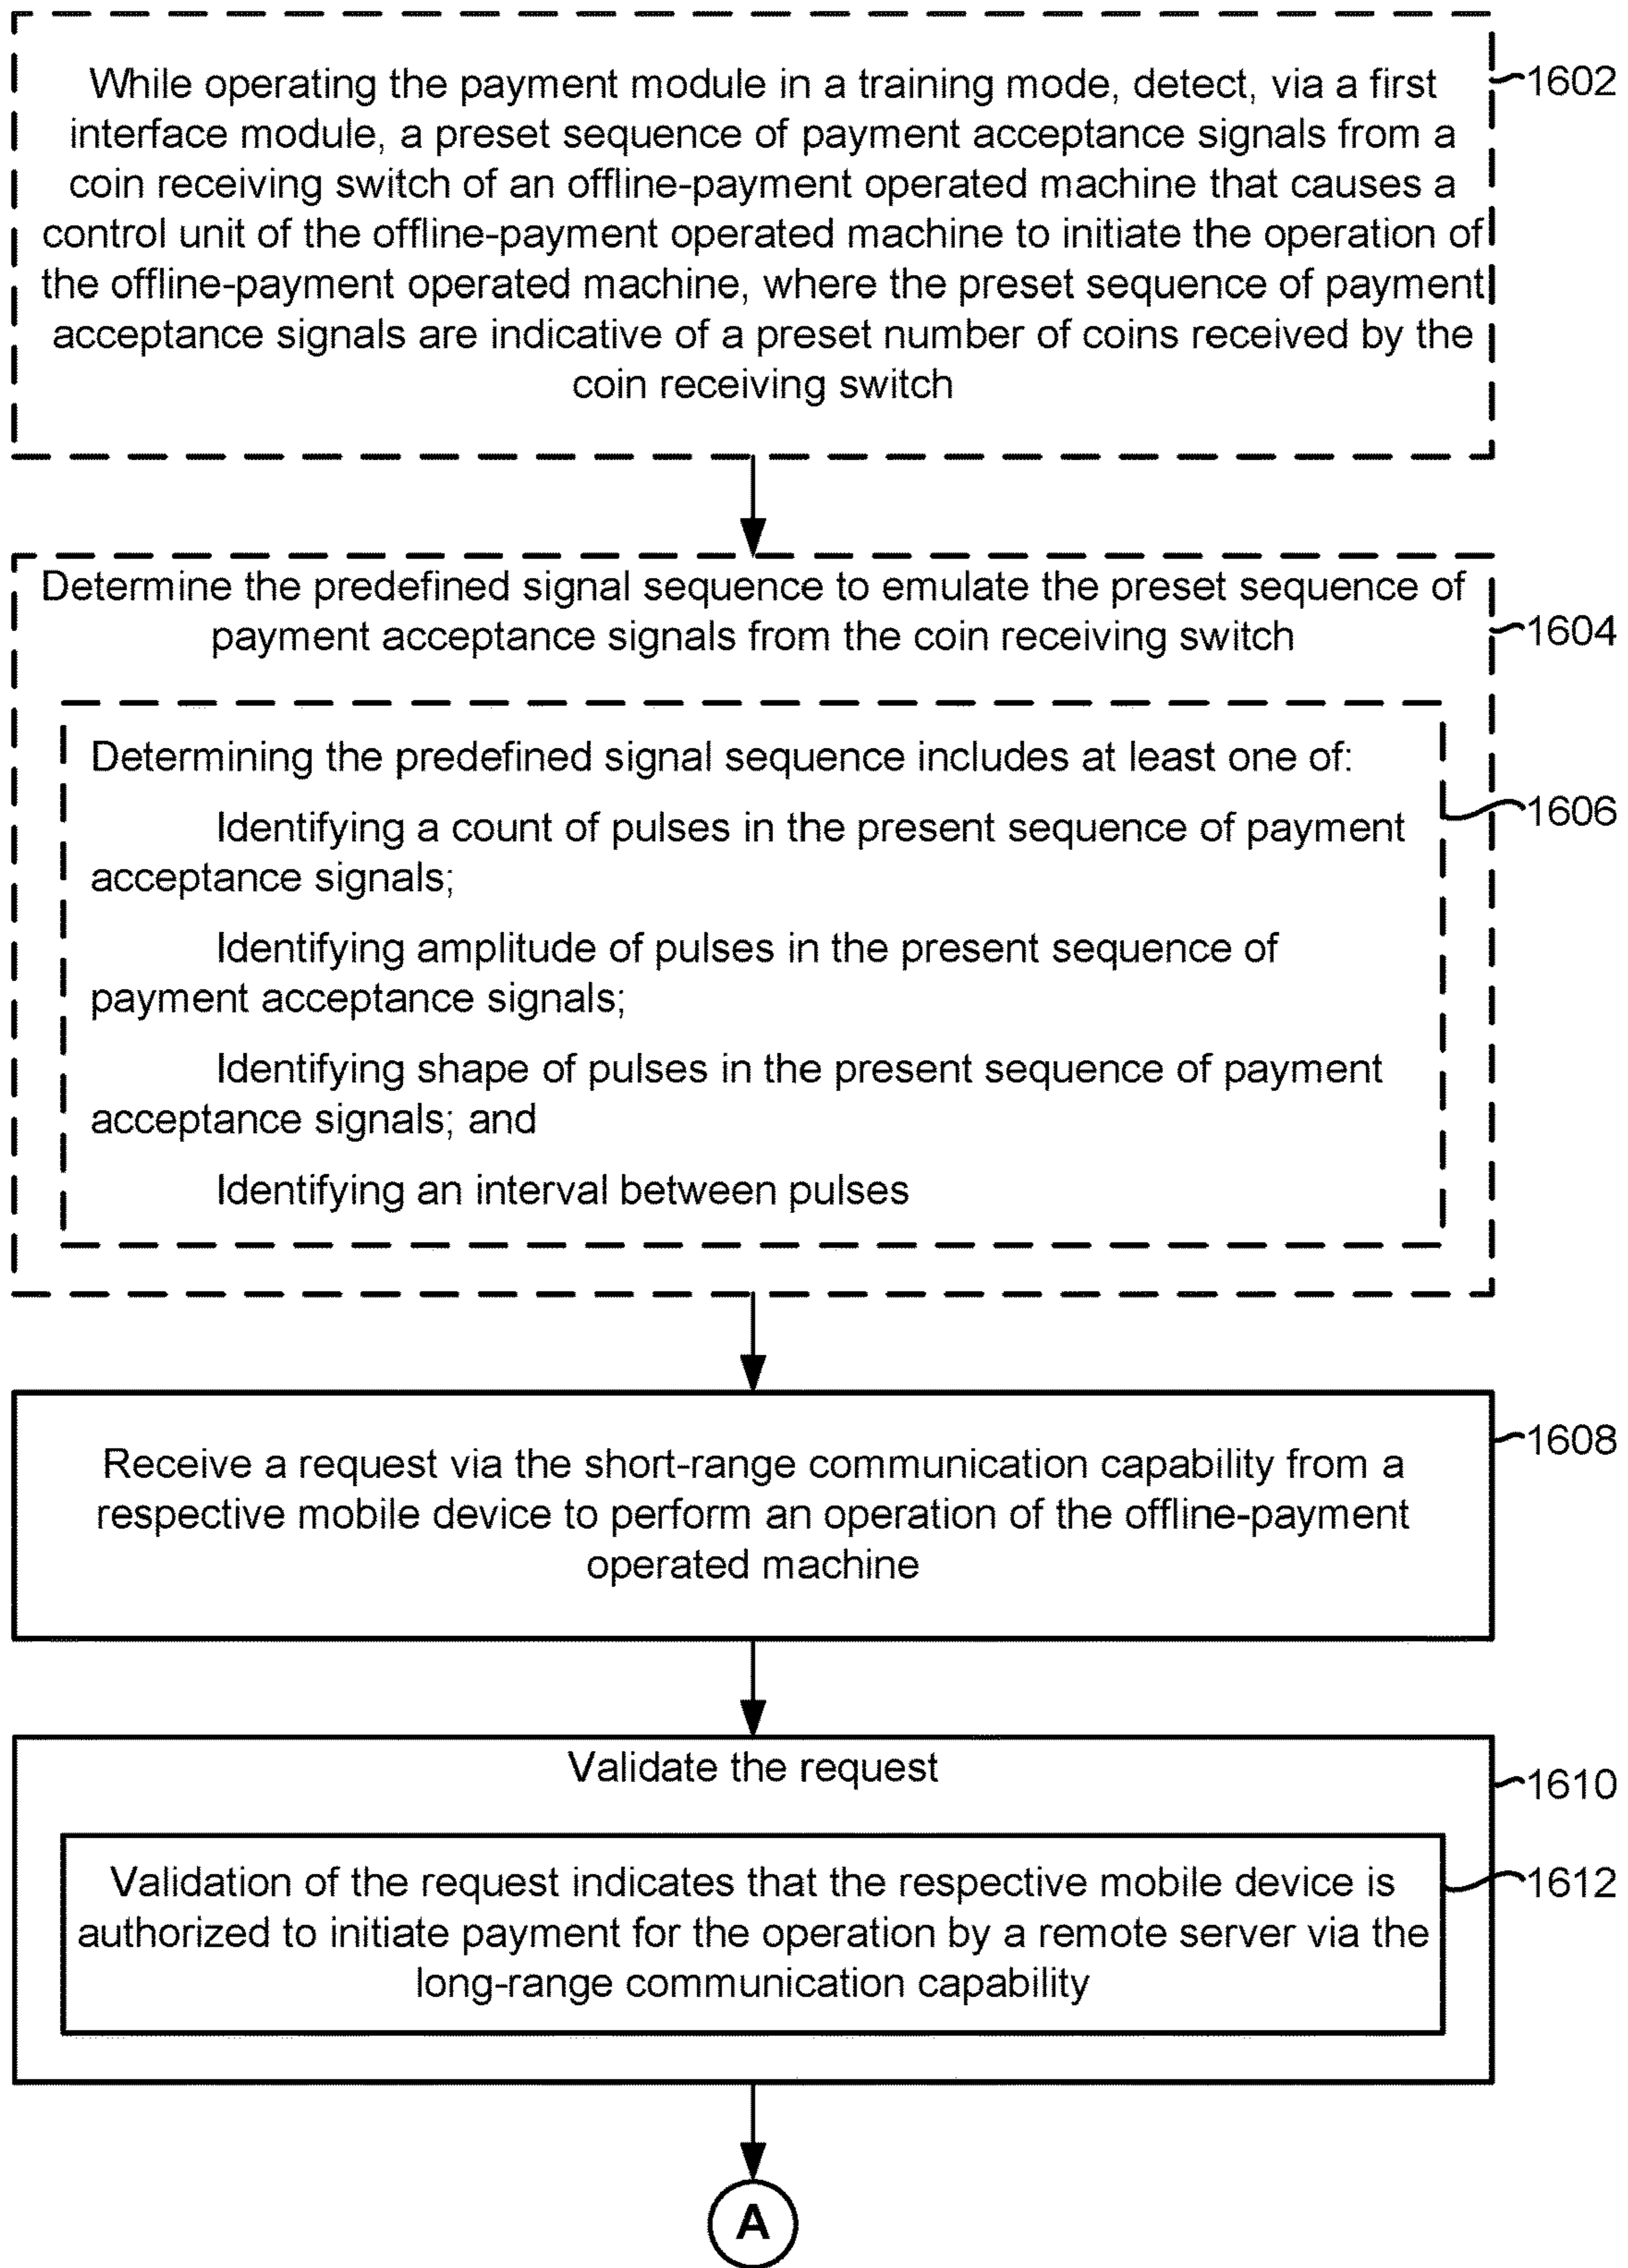 While operating the payment module in a training mode, detect, via a first
interface module, a preset sequence of payment acceptance signals from a
coin receiving switch of an offline-payment operated machine that causes a
control unit of the offline-payment operated machine to initiate the operation of
the offline-payment operated machine, where the preset sequence of payment
acceptance signals are indicative of a preset number of coins received by the
coin receiving switch
1602
Determine the predefined signal sequence to emulate the preset sequence of
payment acceptance signals from the coin receiving switch
1604
Determining the predefined signal sequence includes at least one of:
Identifying a count of pulses in the present sequence of payment
acceptance signals;
Identifying amplitude of pulses in the present sequence of
payment acceptance signals;
Identifying shape of pulses in the present sequence of payment
acceptance signals; and
Identifying an interval between pulses
1606
Receive a request via the short-range communication capability from a
respective mobile device to perform an operation of the offline-payment
operated machine
1608
Validate the request
1610
Validation of the request indicates that the respective mobile device is
authorized to initiate payment for the operation by a remote server via the
long-range communication capability
1612
A